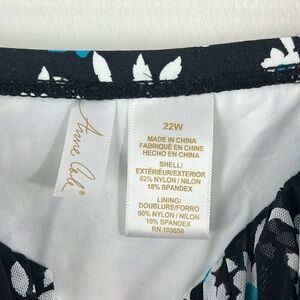 Anne Cole
22W
MADE IN CHINA
FABRIQUÉ EN CHINE
HECHO EN CHINA
SHELL/
EXTÉRIEUR/EXTERIOR
82% NYLON / NILON
18% SPANDEX
LINING/
DOUBLURE/FORRO
90% NYLON / NILON
10% SPANDEX
RN 103658